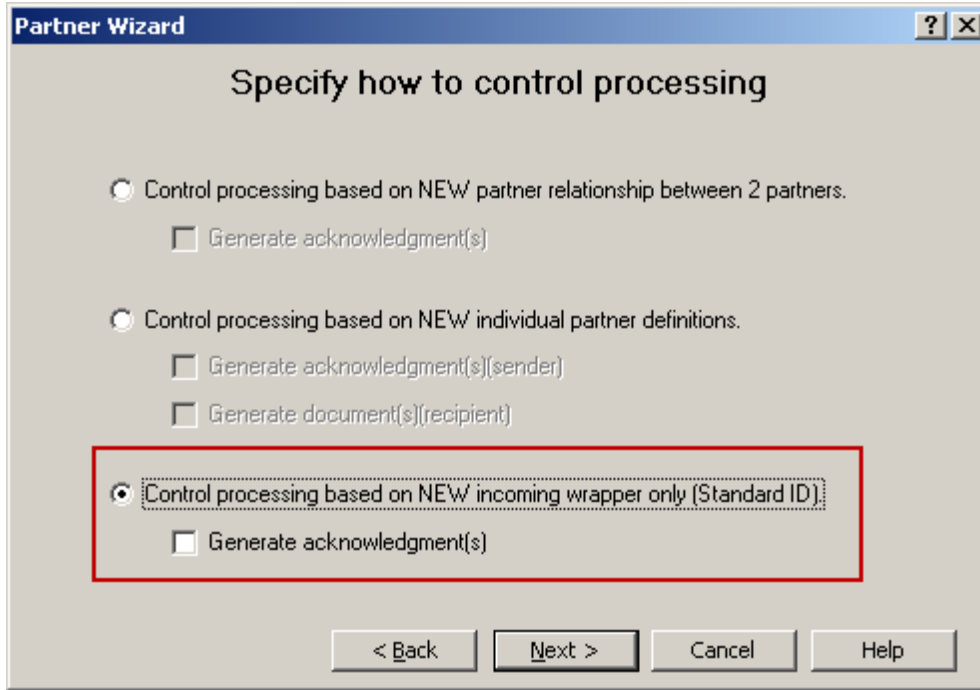 Partner Wizard
Specify how to control processing
Control processing based on NEW partner relationship between 2 partners.
Generate acknowledgment(s)
Control processing based on NEW individual partner definitions.
Generate acknowledgment(s)(sender)
Generate document(s)(recipient)
Control processing based on NEW incoming wrapper only (Standard ID).
Generate acknowledgment(s)
< Back Next > Cancel Help